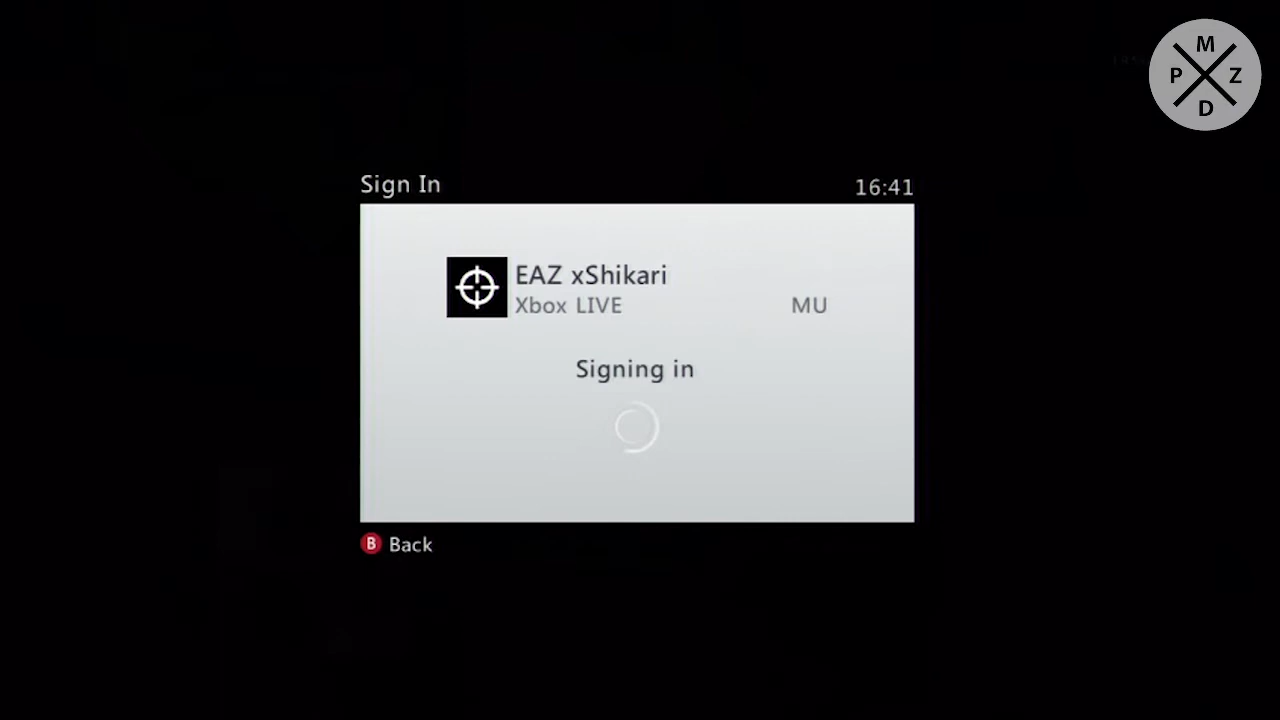 M
P Z
D
Sign In 16:41
EAZ xShikari
Xbox LIVE MU
Signing in
B Back